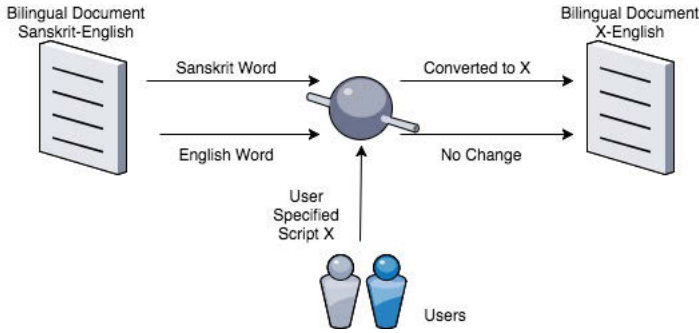 Bilingual Document
Sanskrit-English
Bilingual Document
X-English
Sanskrit Word
Converted to X
English Word
No Change
User
Specified
Script X
Users